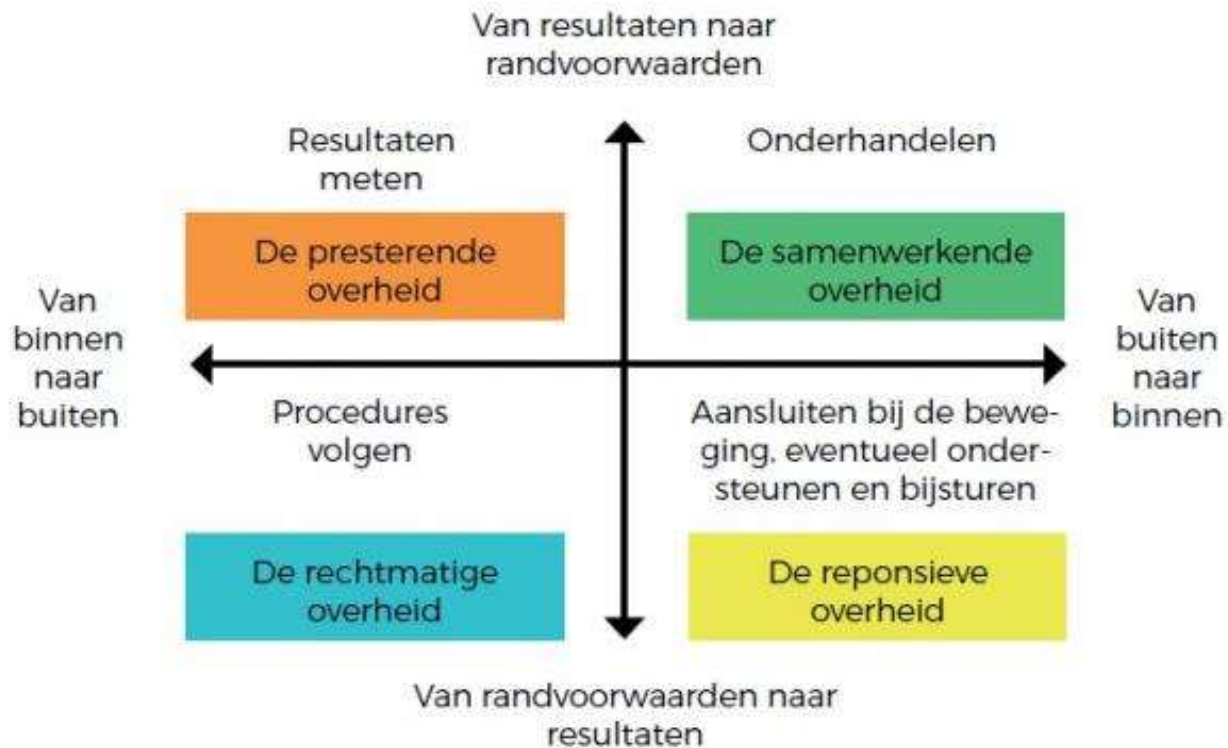 Van resultaten naar
randvoorwaarden
Resultaten
meten
Onderhandelen
De presterende
overheid
De samenwerkende
overheid
Van
binnen
naar
buiten
Van
buiten
naar
binnen
Procedures
volgen
Aansluiten bij de bewe-
ging, eventueel onder-
steunen en bijsturen
De rechtmatige
overheid
De reponsieve
overheid
Van randvoorwaarden naar
resultaten